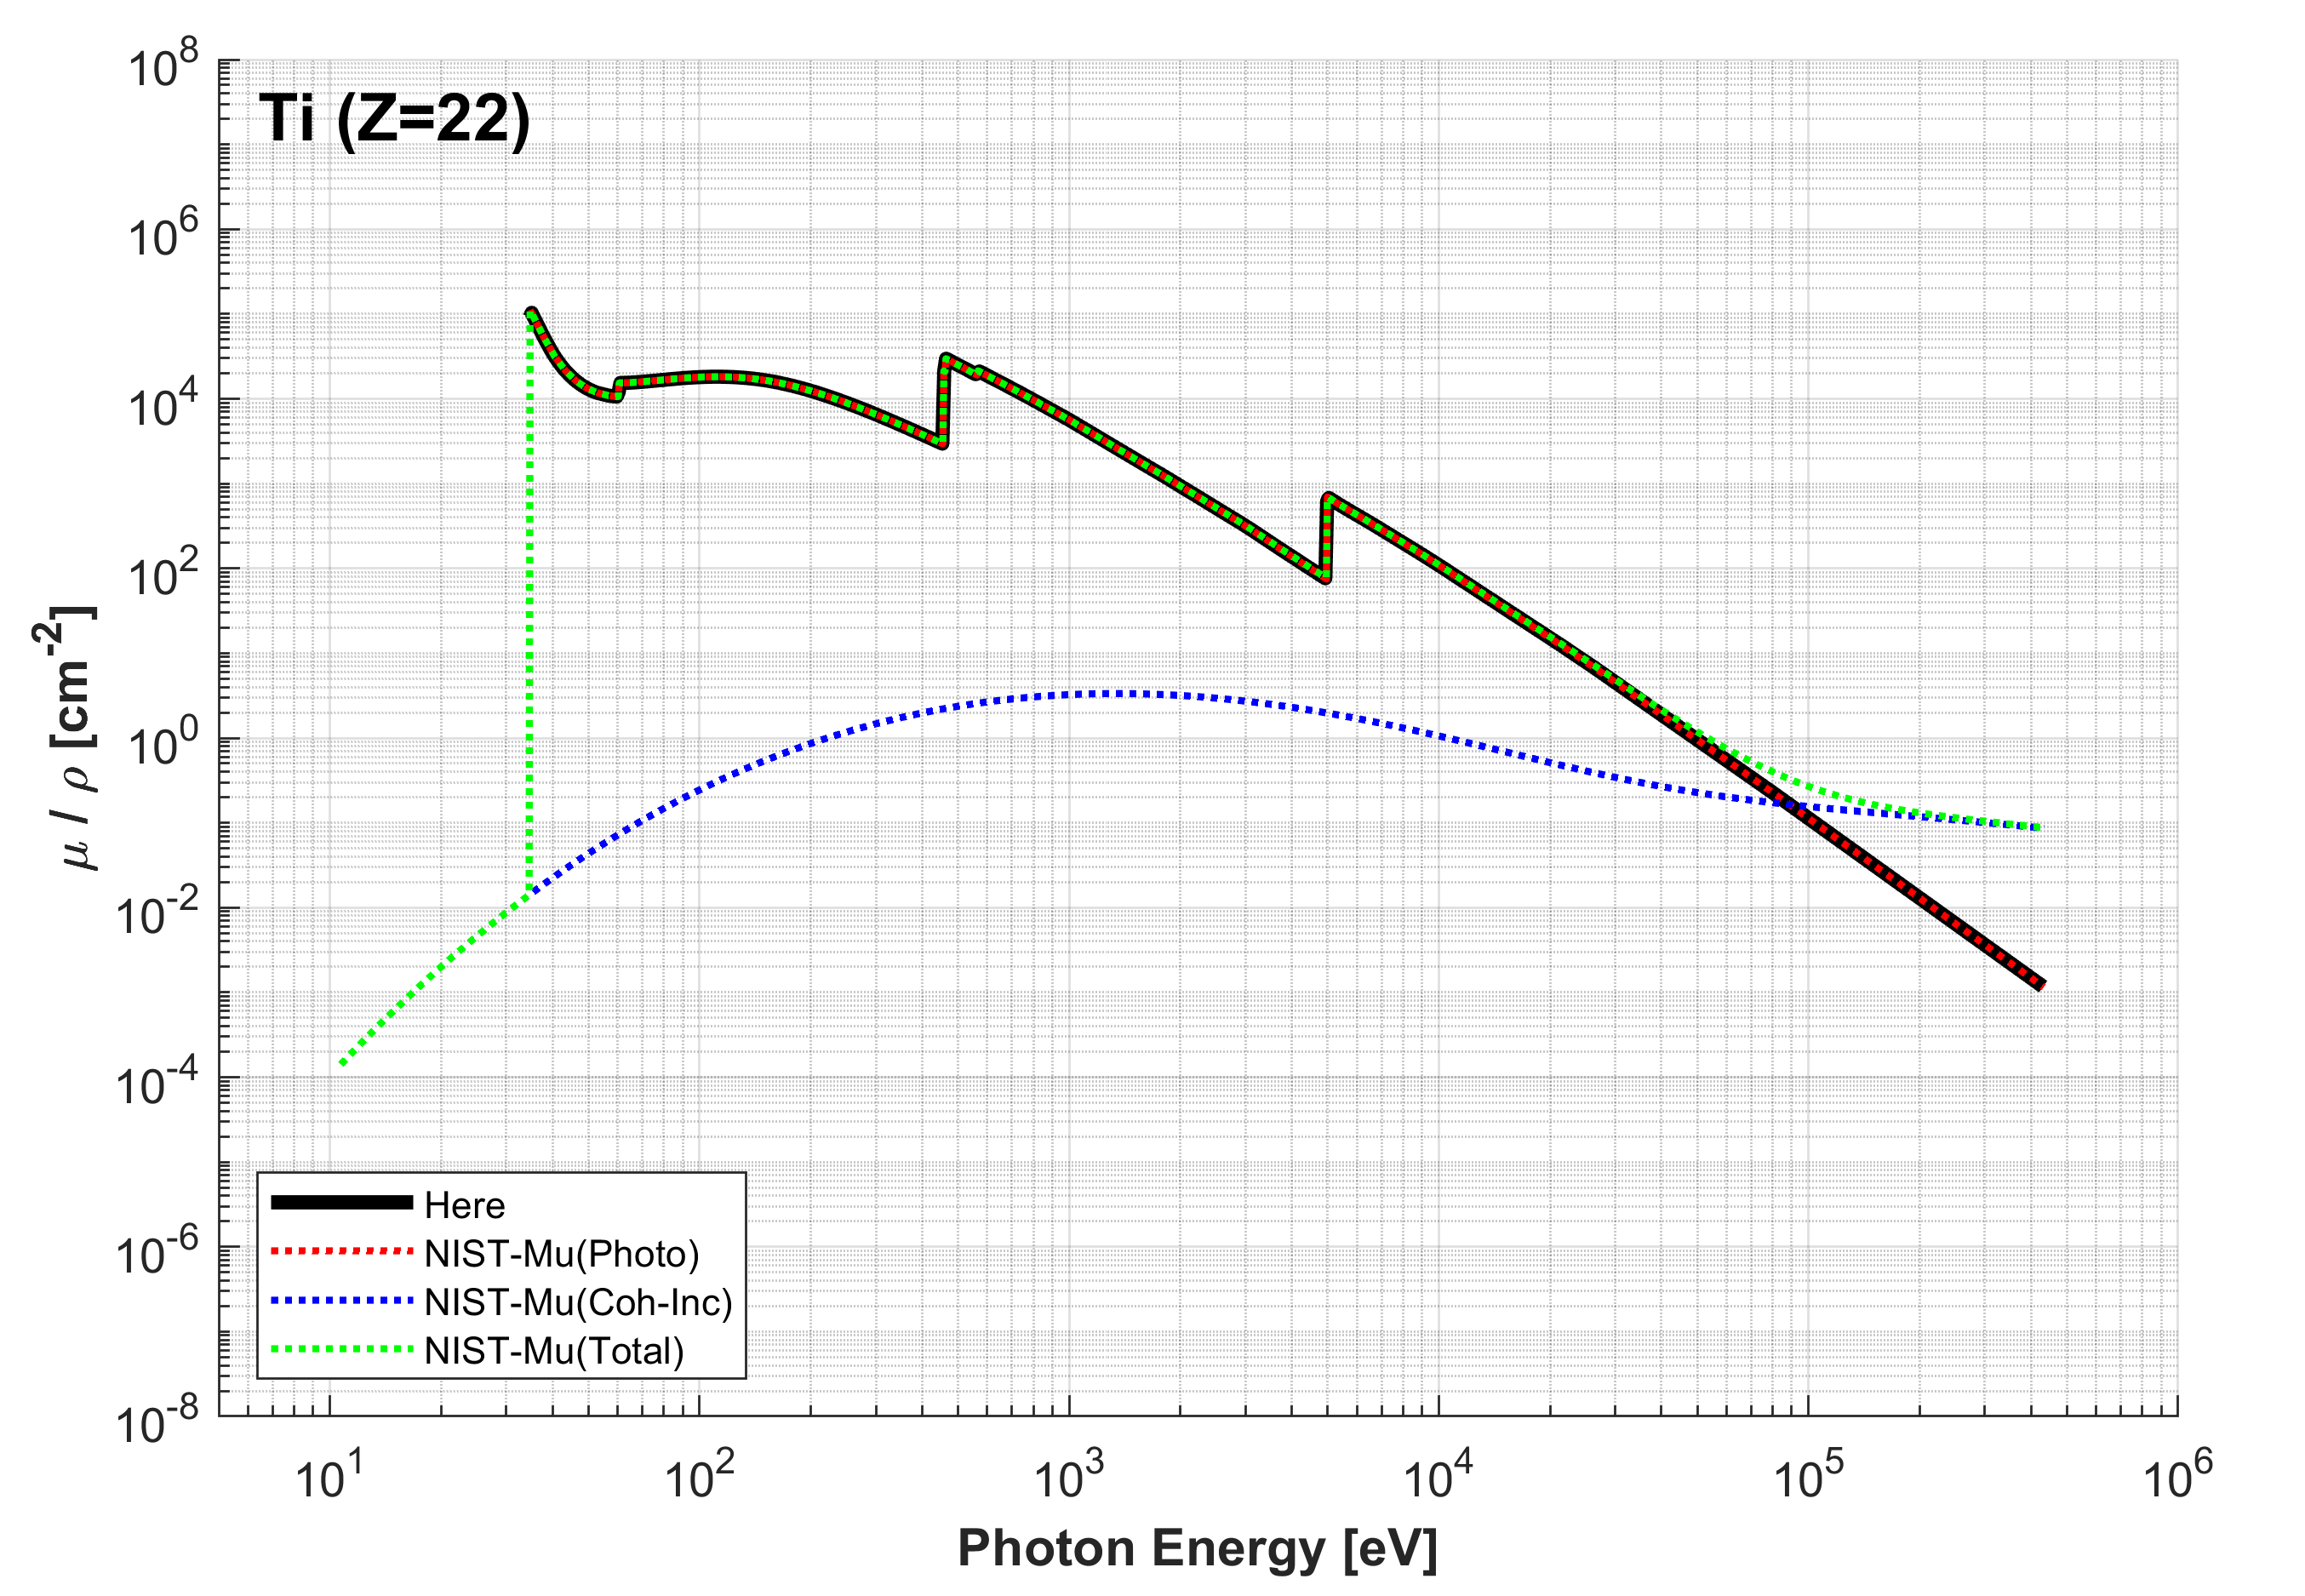 Ti (Z=22)
10^8
10^6
10^4
10^2
10^0
10^-2
10^-4
10^-6
10^-8
μ / ρ [cm^-2]
Here
NIST-Mu(Photo)
NIST-Mu(Coh-Inc)
NIST-Mu(Total)
10^1 10^2 10^3 10^4 10^5 10^6
Photon Energy [eV]